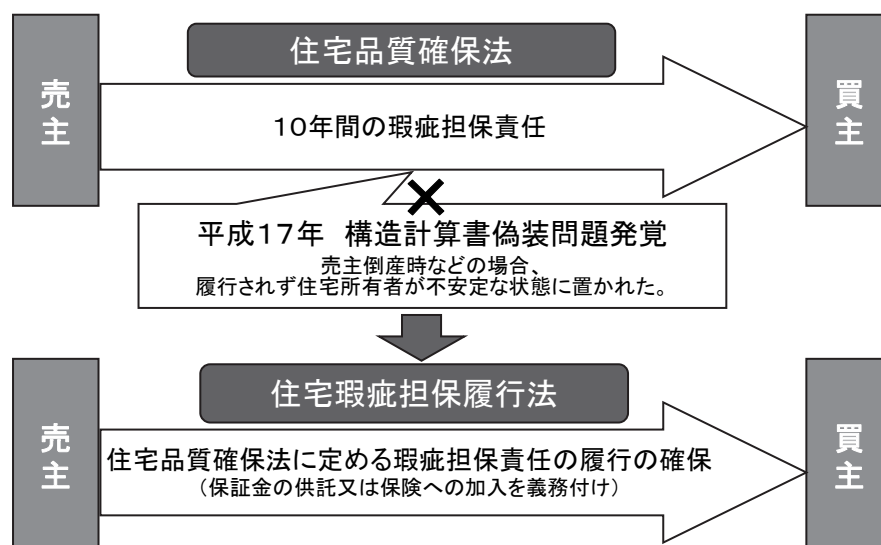 住宅品質確保法
売主
10年間の瑕疵担保責任
買主
平成17年 構造計算書偽装問題発覚
売主倒産時などの場合、
履行されず住宅所有者が不安定な状態に置かれた。
住宅瑕疵担保履行法
売主
住宅品質確保法に定める瑕疵担保責任の履行の確保
（保証金の供託又は保険への加入を義務付け）
買主